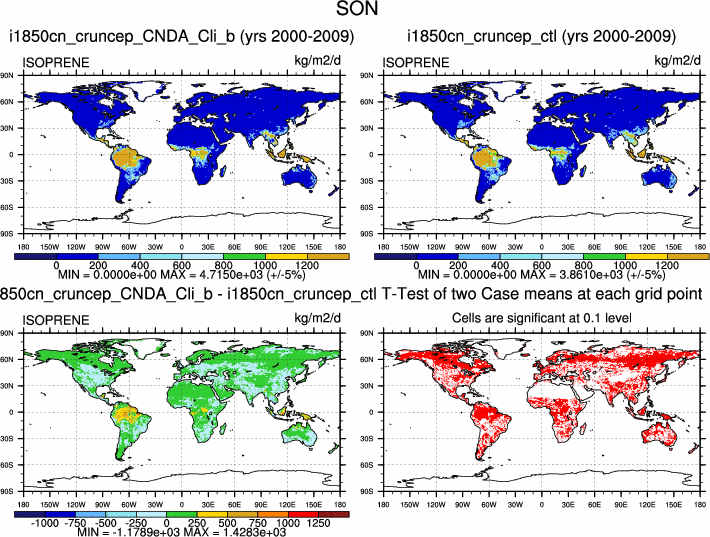 SON
i1850cn_cruncep_CNDA_Cli_b (yrs 2000-2009)
i1850cn_cruncep_ctl (yrs 2000-2009)
ISOPRENE kg/m2/d
ISOPRENE kg/m2/d
90N
60N
30N
0
30S
60S
90S
90N
60N
30N
0
30S
60S
90S
180 150W 120W 90W 60W 30W 0 30E 60E 90E 120E 150E 180
180 150W 120W 90W 60W 30W 0 30E 60E 90E 120E 150E 180
0 200 400 600 800 1000 1200
0 200 400 600 800 1000 1200
MIN = 0.0000e+00 MAX = 4.7150e+03 (+/-5%)
MIN = 0.0000e+00 MAX = 3.8610e+03 (+/-5%)
850cn_cruncep_CNDA_Cli_b - i1850cn_cruncep_ctl
T-Test of two Case means at each grid point
ISOPRENE kg/m2/d
Cells are significant at 0.1 level
90N
60N
30N
0
30S
60S
90S
90N
60N
30N
0
30S
60S
90S
180 150W 120W 90W 60W 30W 0 30E 60E 90E 120E 150E 180
180 150W 120W 90W 60W 30W 0 30E 60E 90E 120E 150E 180
-1000 -750 -500 -250 0 250 500 750 1000 1250
MIN = -1.1789e+03 MAX = 1.4283e+03